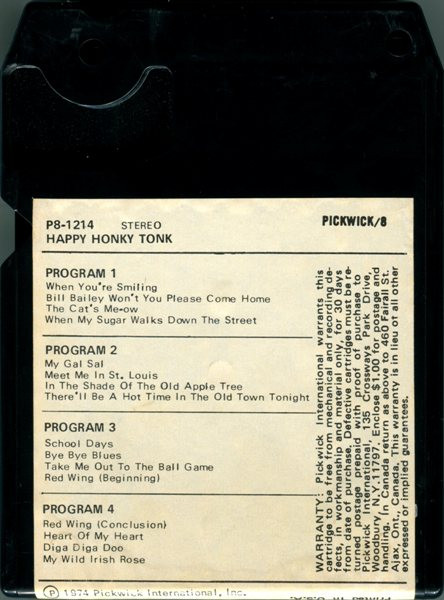 P8-1214 STEREO PICKWICK/8
HAPPY HONKY TONK
PROGRAM 1
When You're Smiling
Bill Bailey Won't You Please Come Home
The Cat's Me-ow
When My Sugar Walks Down The Street
PROGRAM 2
My Gal Sal
Meet Me In St. Louis
In The Shade Of The Old Apple Tree
There'll Be A Hot Time In The Old Town Tonight
PROGRAM 3
School Days
Bye Bye Blues
Take Me Out To The Ball Game
Red Wing (Beginning)
PROGRAM 4
Red Wing (Conclusion)
Heart Of My Heart
Diga Diga Doo
My Wild Irish Rose
WARRANTY: Pickwick International warrants this
cartridge to be free from mechanical and recording de-
fects, in workmanship and material only, for 30 days
from date of purchase. Defective cartridges must be re-
turned postage prepaid with proof of purchase to
Pickwick International, 135 Crossways Park Drive,
Woodbury N.Y. 11797. Enclose $1.00 for postage and
handling. In Canada return as above to 460 Fairall St.
Ajax, Ont., Canada. This warranty is in lieu of all other
expressed or implied guarantees.
Ⓟ 1974 Pickwick International, Inc.